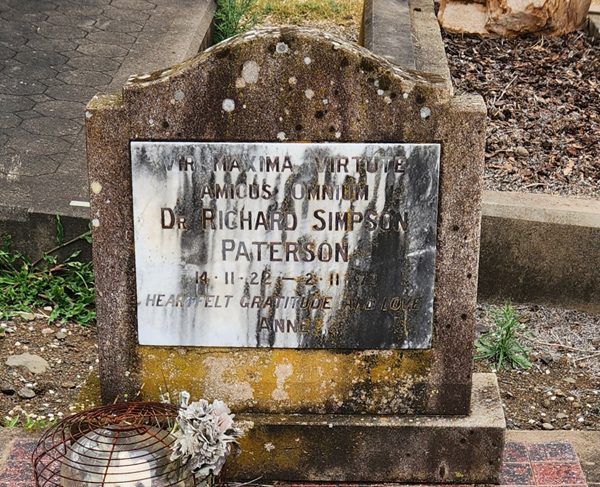 VIR MAXIMA VIRTUTE
AMICUS OMNIUM
DR RICHARD SIMPSON
PATERSON
HEARTFELT GRATITUDE AND LOVE
ANNE